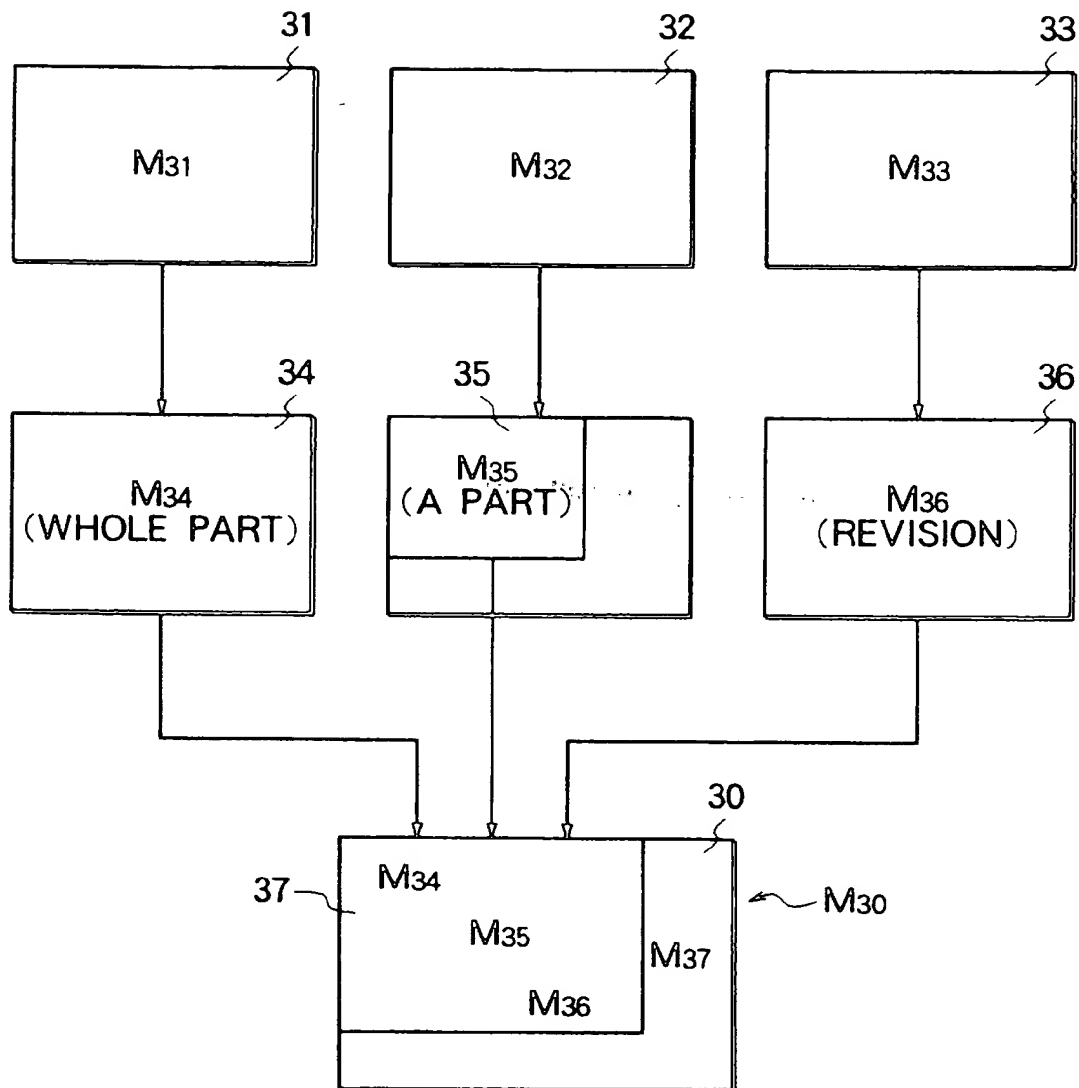 31
32
33
M31
M32
M33
34
35
36
M34
(WHOLE PART)
M35
(A PART)
M36
(REVISION)
30
37
M34
M35
M36
M37
M30